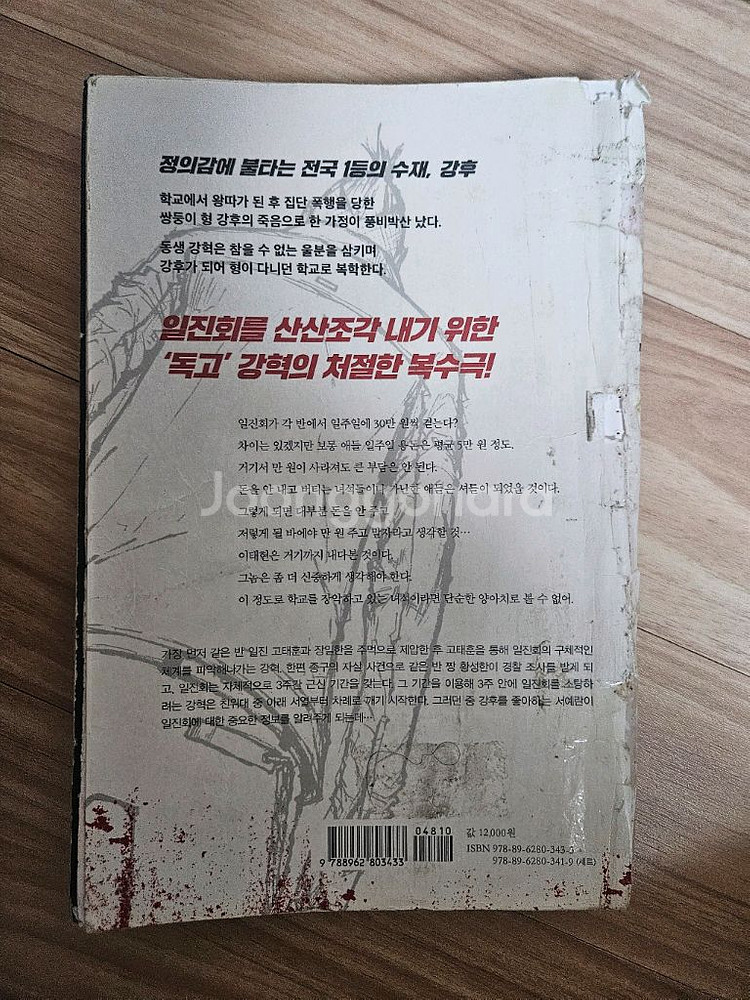 정의감에 불타는 전국 1등의 수재, 강후
학교에서 왕따가 된 후 집단 폭행을 당한
쌍둥이 형 강후의 죽음으로 한 가정이 풍비박산 났다.
동생 강혁은 참을 수 없는 울분을 삼키며
강후가 되어 형이 다니던 학교로 복학한다.
일진회를 산산조각 내기 위한
'독고' 강혁의 처절한 복수극!
일진회가 각 반에서 일주일에 30만 원씩 걷는다?
차이는 있겠지만 보통 애들 일주일 용돈은 평균 5만 원 정도.
거기서 만 원이 사라져도 큰 부담은 안 된다.
돈을 안 내고 버티는 녀석들이나 가난한 애들은 셔틀이 되었을 것이다.
그렇게 되면 대부분 돈을 안 주고
저렇게 될 바에야 만 원 주고 말자라고 생각할 것…
이태헌은 거기까지 내다본 것이다.
그놈은 좀 더 신중하게 생각해야 한다.
이 정도로 학교를 장악하고 있는 녀석이라면 단순한 양아치로 볼 수 없어.
가장 먼저 같은 반 일진 고태훈과 장일환을 주먹으로 제압한 후 고태훈을 통해 일진회의 구체적인
체계를 파악해나가는 강혁. 한편 종구의 자살 사건으로 같은 반 짱 황성한이 경찰 조사를 받게 되
고, 일진회는 자체적으로 3주간 근신 기간을 갖는다. 그 기간을 이용해 3주 안에 일진회를 소탕하
려는 강혁은 친위대 중 아래 서열부터 차례로 깨기 시작한다. 그러던 중 강후를 좋아하는 서예란이
일진회에 대한 중요한 정보를 알려주게 되는데…
04810
9 788962 803433
값 12,000원
ISBN 978-89-6280-343-3
978-89-6280-341-9 (세트)
Joonggonara